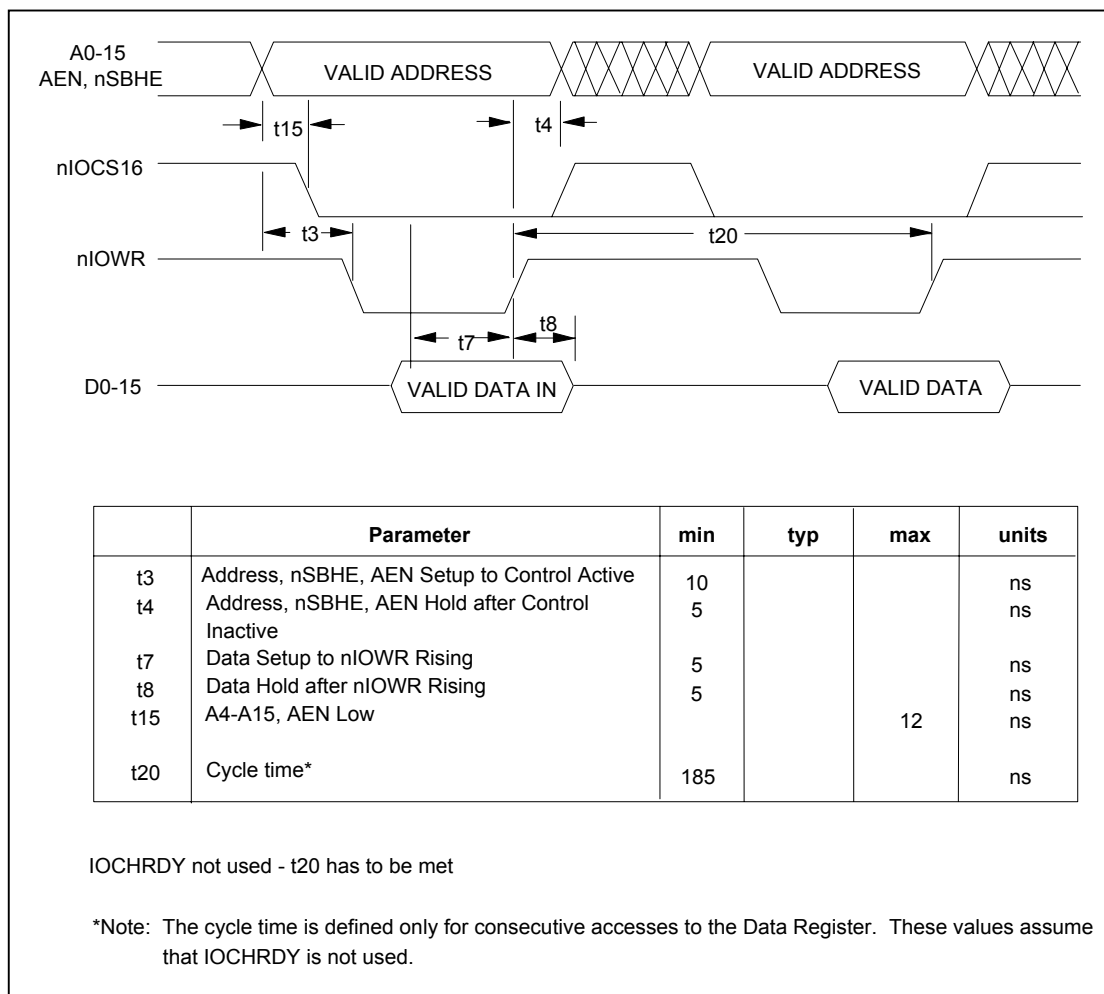 A0-15
AEN, nSBHE
VALID ADDRESS
VALID ADDRESS
t15
t4
nIOCS16
t3
t20
nIOWR
t7
t8
D0-15
VALID DATA IN
VALID DATA
Parameter min typ max units
t3 Address, nSBHE, AEN Setup to Control Active 10 ns
t4 Address, nSBHE, AEN Hold after Control 5 ns
Inactive
t7 Data Setup to nIOWR Rising 5 ns
t8 Data Hold after nIOWR Rising 5 ns
t15 A4-A15, AEN Low 12 ns
t20 Cycle time* 185 ns
IOCHRDY not used - t20 has to be met
*Note: The cycle time is defined only for consecutive accesses to the Data Register. These values assume
that IOCHRDY is not used.